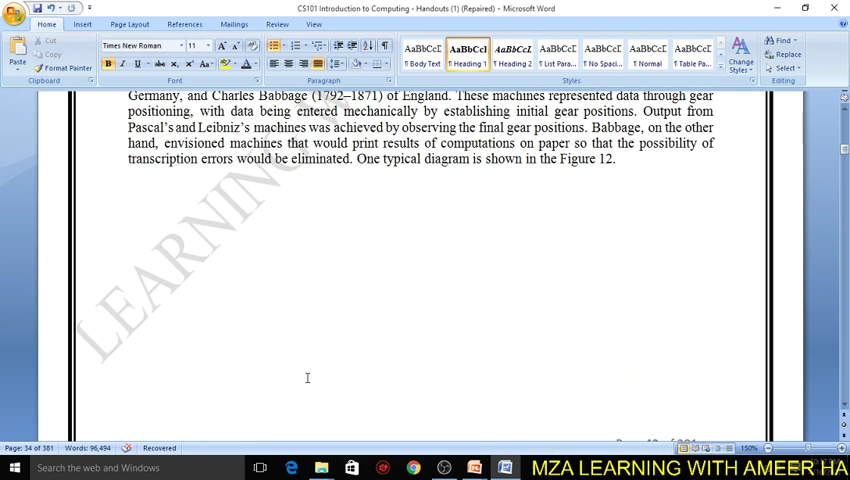 CS101 Introduction to Computing - Handouts (1) (Repaired) - Microsoft Word
Home Insert Page Layout References Mailings Review View
Paste
Cut
Copy
Format Painter
Clipboard
Times New Roman 11
Font
Paragraph
AaBbCcI AaBbCcI AaBbCcI AaBbCcI AaBbCcI AaBbCcI AaBbCcI
¶ Body Text ¶ Heading 1 ¶ Heading 2 ¶ List Para... ¶ No Spaci... ¶ Normal ¶ Table Pa...
Change Styles
Styles
Find
Replace
Select
Editing
Germany, and Charles Babbage (1792–1871) of England. These machines represented data through gear
positioning, with data being entered mechanically by establishing initial gear positions. Output from
Pascal's and Leibniz's machines was achieved by observing the final gear positions. Babbage, on the other
hand, envisioned machines that would print results of computations on paper so that the possibility of
transcription errors would be eliminated. One typical diagram is shown in the Figure 12.
LEARNING W
Page: 34 of 381 Words: 96,494 Recovered 150%
Search the web and Windows
MZA LEARNING WITH AMEER HA